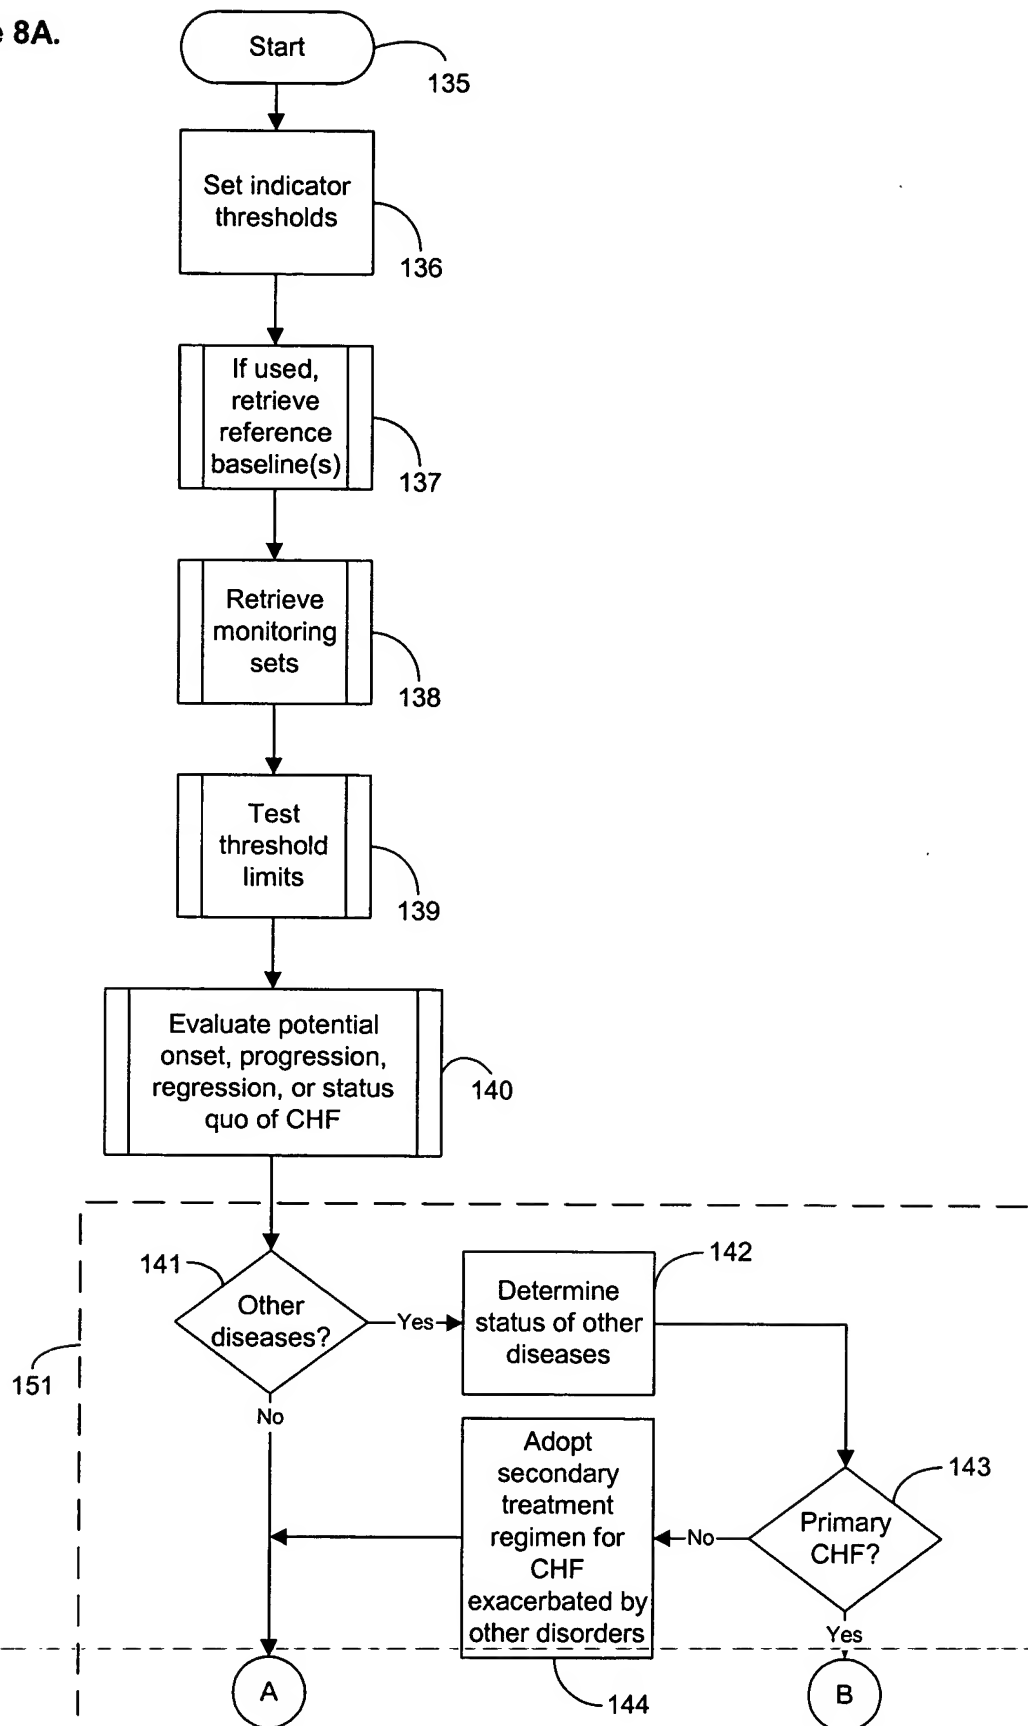 e 8A.
Start
135
Set indicator
thresholds
136
If used,
retrieve
reference
baseline(s)
137
Retrieve
monitoring
sets
138
Test
threshold
limits
139
Evaluate potential
onset, progression,
regression, or status
quo of CHF
140
141
Other
diseases?
Yes
142
Determine
status of other
diseases
151
No
Adopt
secondary
treatment
regimen for
CHF
exacerbated by
other disorders
144
No
143
Primary
CHF?
Yes
A
B